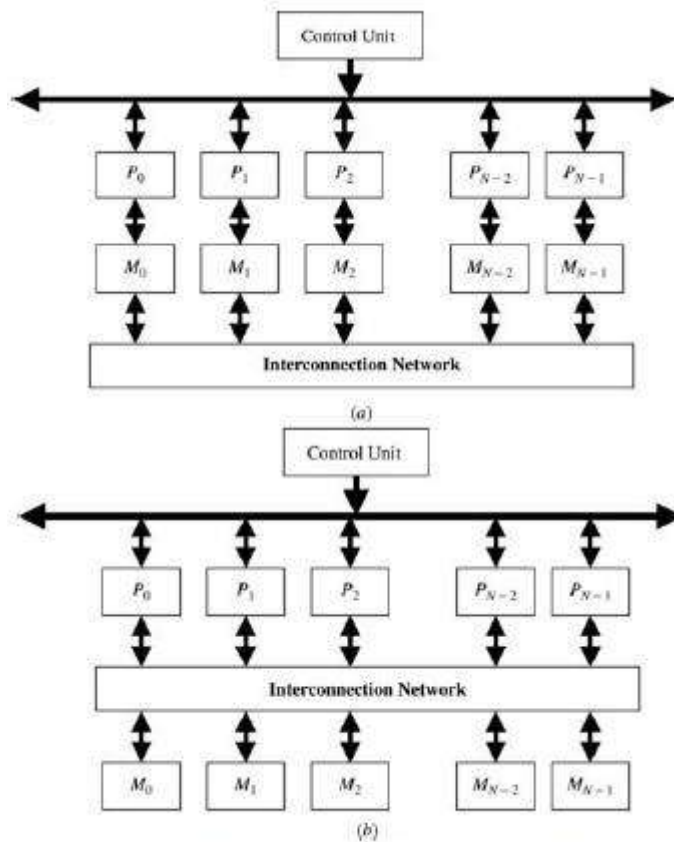 Control Unit
P₀ P₁ P₂ Pₙ₋₂ Pₙ₋₁
M₀ M₁ M₂ Mₙ₋₂ Mₙ₋₁
Interconnection Network
(a)
Control Unit
P₀ P₁ P₂ Pₙ₋₂ Pₙ₋₁
Interconnection Network
M₀ M₁ M₂ Mₙ₋₂ Mₙ₋₁
(b)